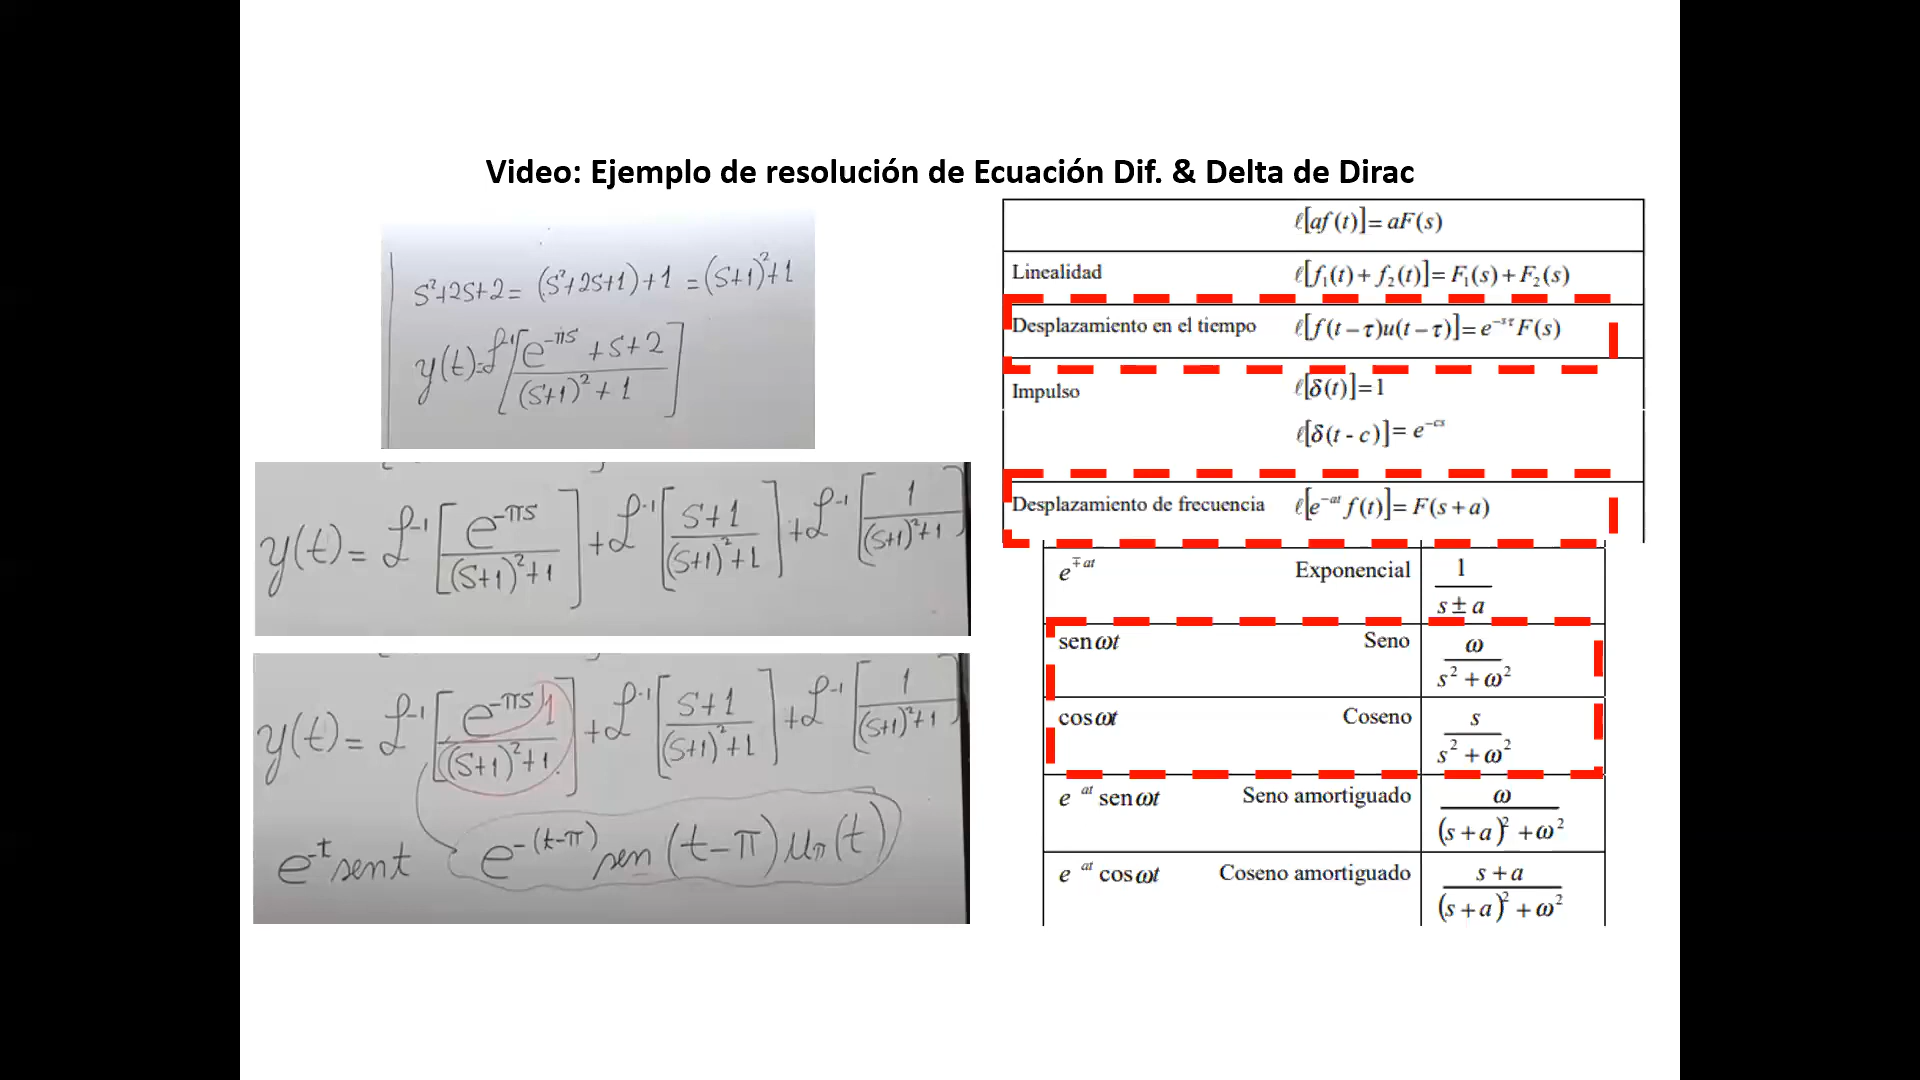 Video: Ejemplo de resolución de Ecuación Dif. & Delta de Dirac
s²+2s+2 = (s²+2s+1)+1 = (s+1)²+1
y(t)=ℒ⁻¹[(e^{-πs} + s + 2)/((s+1)² + 1)]
y(t) = ℒ⁻¹[e^{-πs}/((s+1)²+1)] + ℒ⁻¹[(s+1)/((s+1)²+1)] + ℒ⁻¹[1/((s+1)²+1)]
y(t) = ℒ⁻¹[e^{-πs} 1/((s+1)²+1)] + ℒ⁻¹[(s+1)/((s+1)²+1)] + ℒ⁻¹[1/((s+1)²+1)]
e^{-t} sen t e^{-(t-π)} sen (t-π) μ_π(t)
ℓ[af(t)]= aF(s)
Linealidad ℓ[f₁(t) + f₂(t)]= F₁(s) + F₂(s)
Desplazamiento en el tiempo ℓ[f(t−τ)u(t−τ)]= e^{−sτ}F(s)
Impulso ℓ[δ(t)]=1
ℓ[δ(t - c)]= e^{−cs}
Desplazamiento de frecuencia ℓ[e^{−at} f(t)]= F(s+a)
e^{∓at} Exponencial 1/(s±a)
sen ωt Seno ω/(s² + ω²)
cos ωt Coseno s/(s² + ω²)
e^{at} sen ωt Seno amortiguado ω/((s+a)² + ω²)
e^{at} cos ωt Coseno amortiguado (s+a)/((s+a)² + ω²)